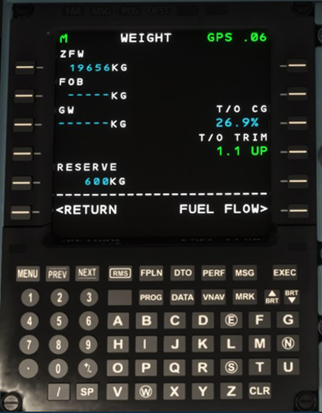 M WEIGHT GPS .06
ZFW
19656KG
FOB
-----KG
GW T/O CG
-----KG 26.9%
T/O TRIM
1.1 UP
RESERVE
600KG
<RETURN FUEL FLOW>
MENU PREV NEXT RMS FPLN DTO PERF MSG EXEC
1 2 3 PROG DATA VNAV MRK BRT BRT
4 5 6 A B C D E F G
7 8 9 H I J K L M N
. 0 O P Q R S T U
/ SP V W X Y Z CLR